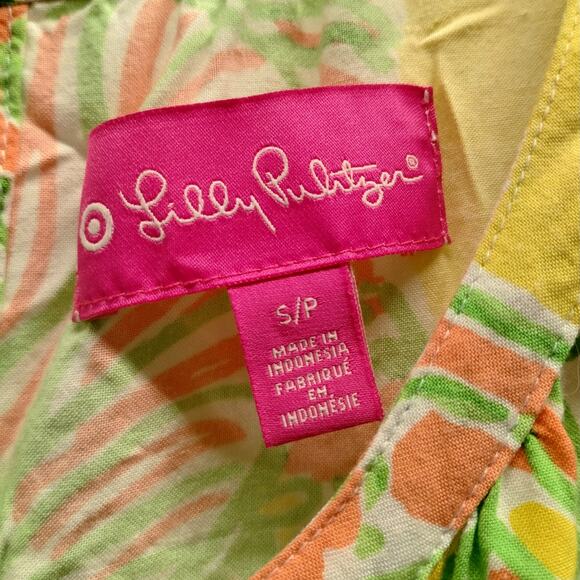 Lilly Pulitzer®
S/P
MADE IN
INDONESIA
FABRIQUÉ
EN
INDONÉSIE